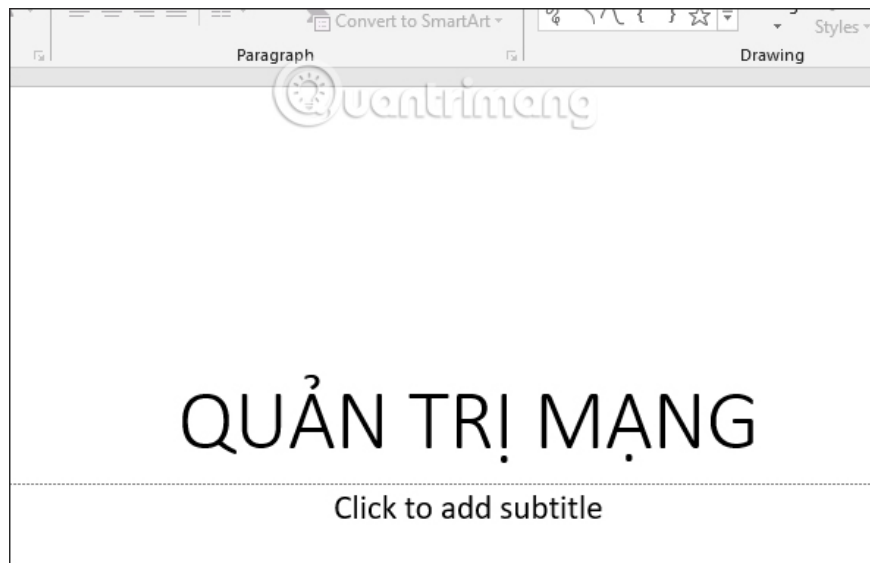 Convert to SmartArt
Styles
Paragraph
Drawing
Quantrimang
QUẢN TRỊ MẠNG
Click to add subtitle